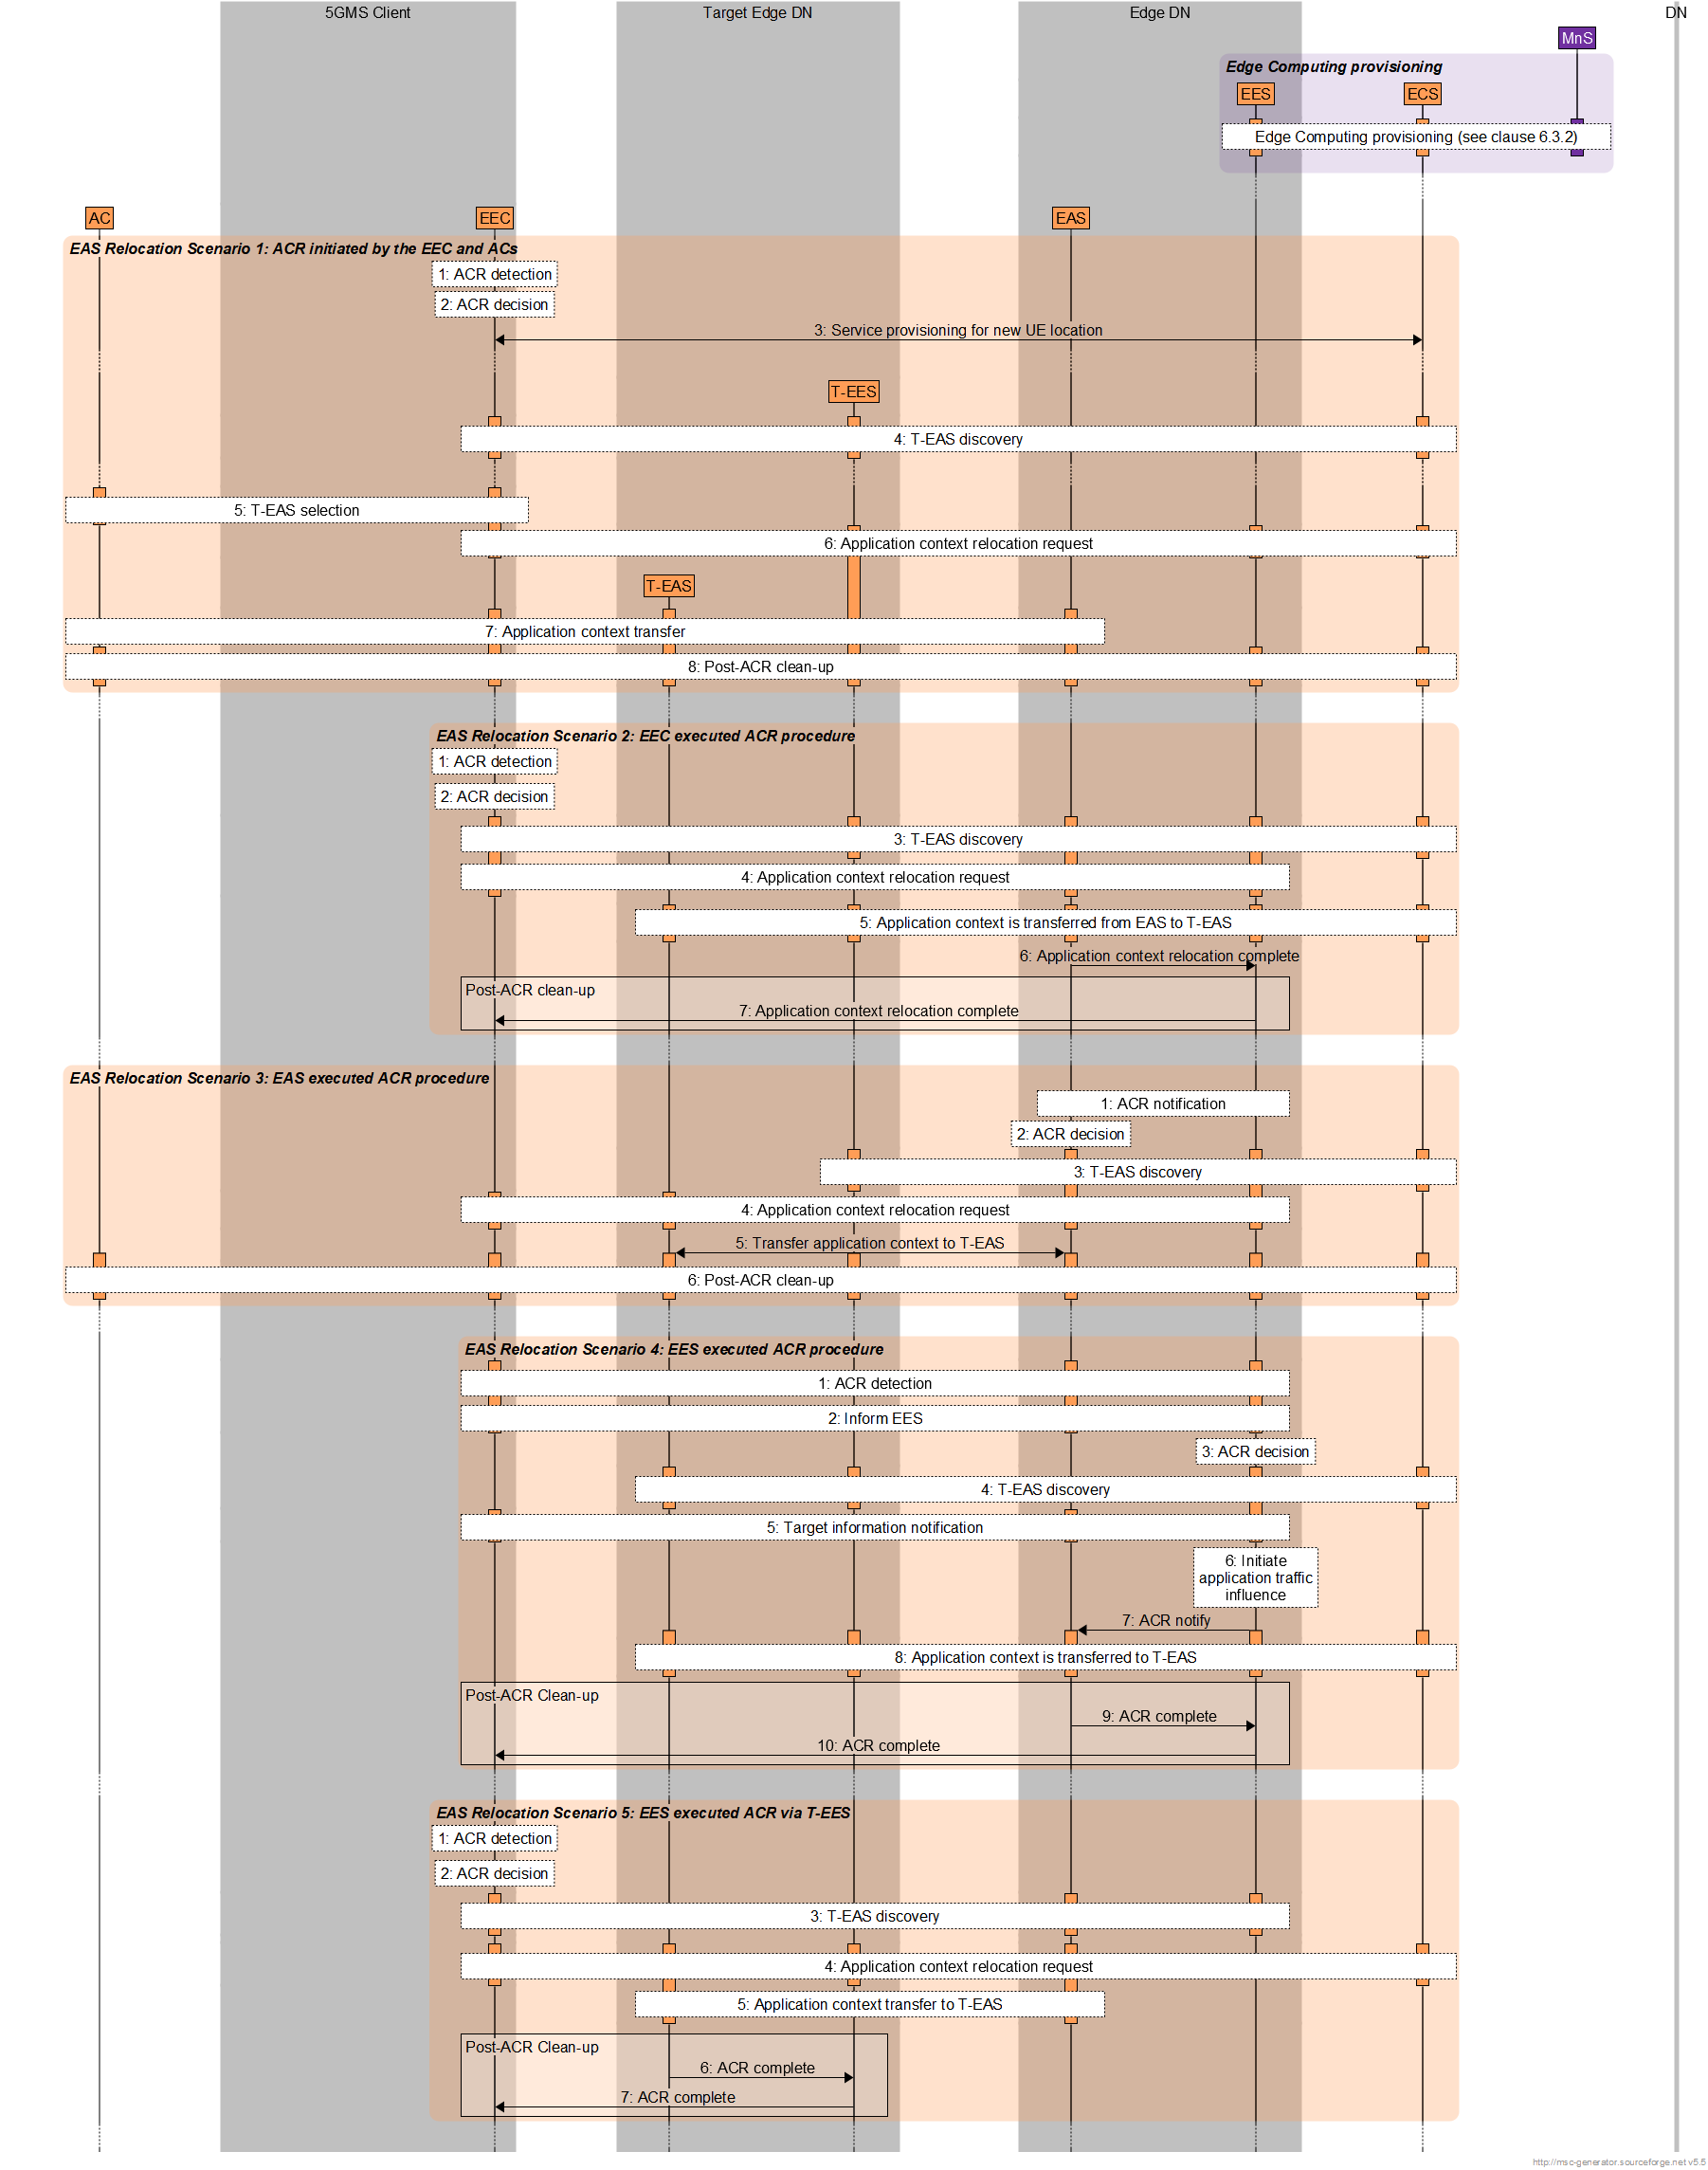 5GMS Client
Target Edge DN
Edge DN
DN
MnS
Edge Computing provisioning
EES
ECS
Edge Computing provisioning (see clause 6.3.2)
AC
EEC
EAS
EAS Relocation Scenario 1: ACR initiated by the EEC and ACs
1: ACR detection
2: ACR decision
3: Service provisioning for new UE location
T-EES
4: T-EAS discovery
5: T-EAS selection
6: Application context relocation request
T-EAS
7: Application context transfer
8: Post-ACR clean-up
EAS Relocation Scenario 2: EEC executed ACR procedure
1: ACR detection
2: ACR decision
3: T-EAS discovery
4: Application context relocation request
5: Application context is transferred from EAS to T-EAS
6: Application context relocation complete
Post-ACR clean-up
7: Application context relocation complete
EAS Relocation Scenario 3: EAS executed ACR procedure
1: ACR notification
2: ACR decision
3: T-EAS discovery
4: Application context relocation request
5: Transfer application context to T-EAS
6: Post-ACR clean-up
EAS Relocation Scenario 4: EES executed ACR procedure
1: ACR detection
2: Inform EES
3: ACR decision
4: T-EAS discovery
5: Target information notification
6: Initiate
application traffic
influence
7: ACR notify
8: Application context is transferred to T-EAS
Post-ACR Clean-up
9: ACR complete
10: ACR complete
EAS Relocation Scenario 5: EES executed ACR via T-EES
1: ACR detection
2: ACR decision
3: T-EAS discovery
4: Application context relocation request
5: Application context transfer to T-EAS
Post-ACR Clean-up
6: ACR complete
7: ACR complete
http://msc-generator.sourceforge.net v5.5